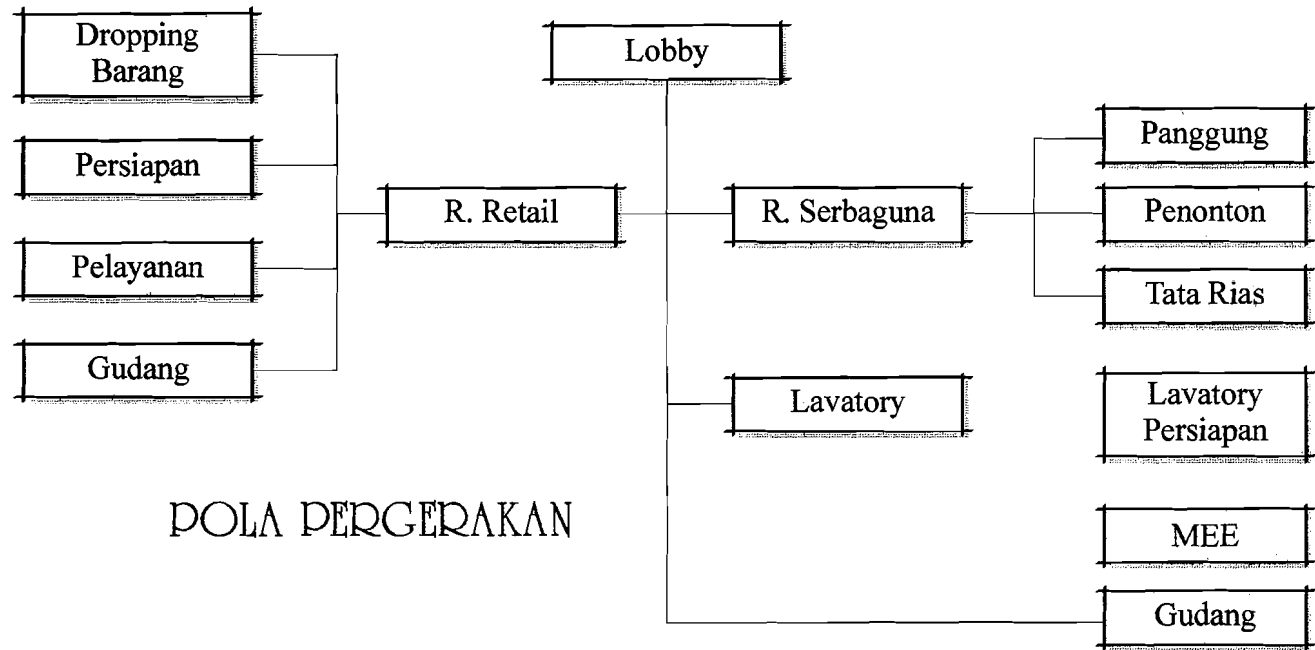 Dropping
Barang
Lobby
Panggung
Persiapan
R. Retail
R. Serbaguna
Penonton
Pelayanan
Tata Rias
Gudang
Lavatory
Lavatory
Persiapan
POLA PERGERAKAN
MEE
Gudang